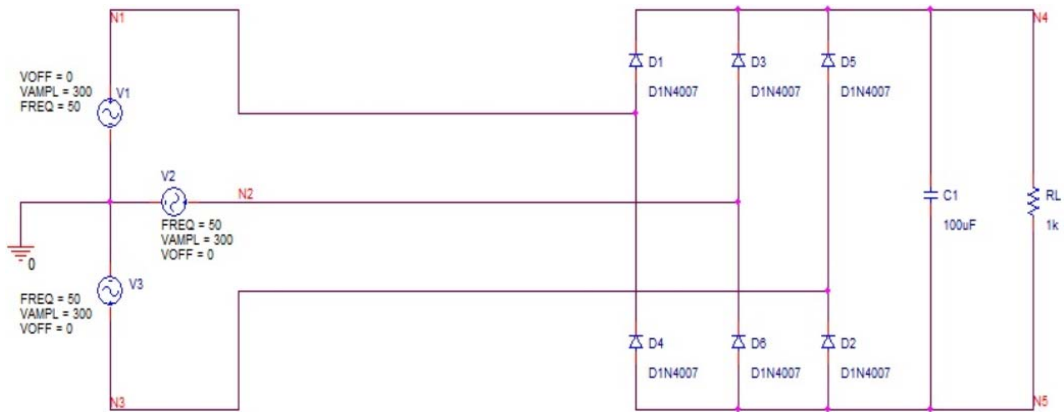 N1
N4
VOFF = 0
VAMPL = 300
FREQ = 50
V1
D1
D1N4007
D3
D1N4007
D5
D1N4007
V2
N2
FREQ = 50
VAMPL = 300
VOFF = 0
0
C1
100uF
RL
1k
V3
FREQ = 50
VAMPL = 300
VOFF = 0
D4
D1N4007
D6
D1N4007
D2
D1N4007
N3
N5